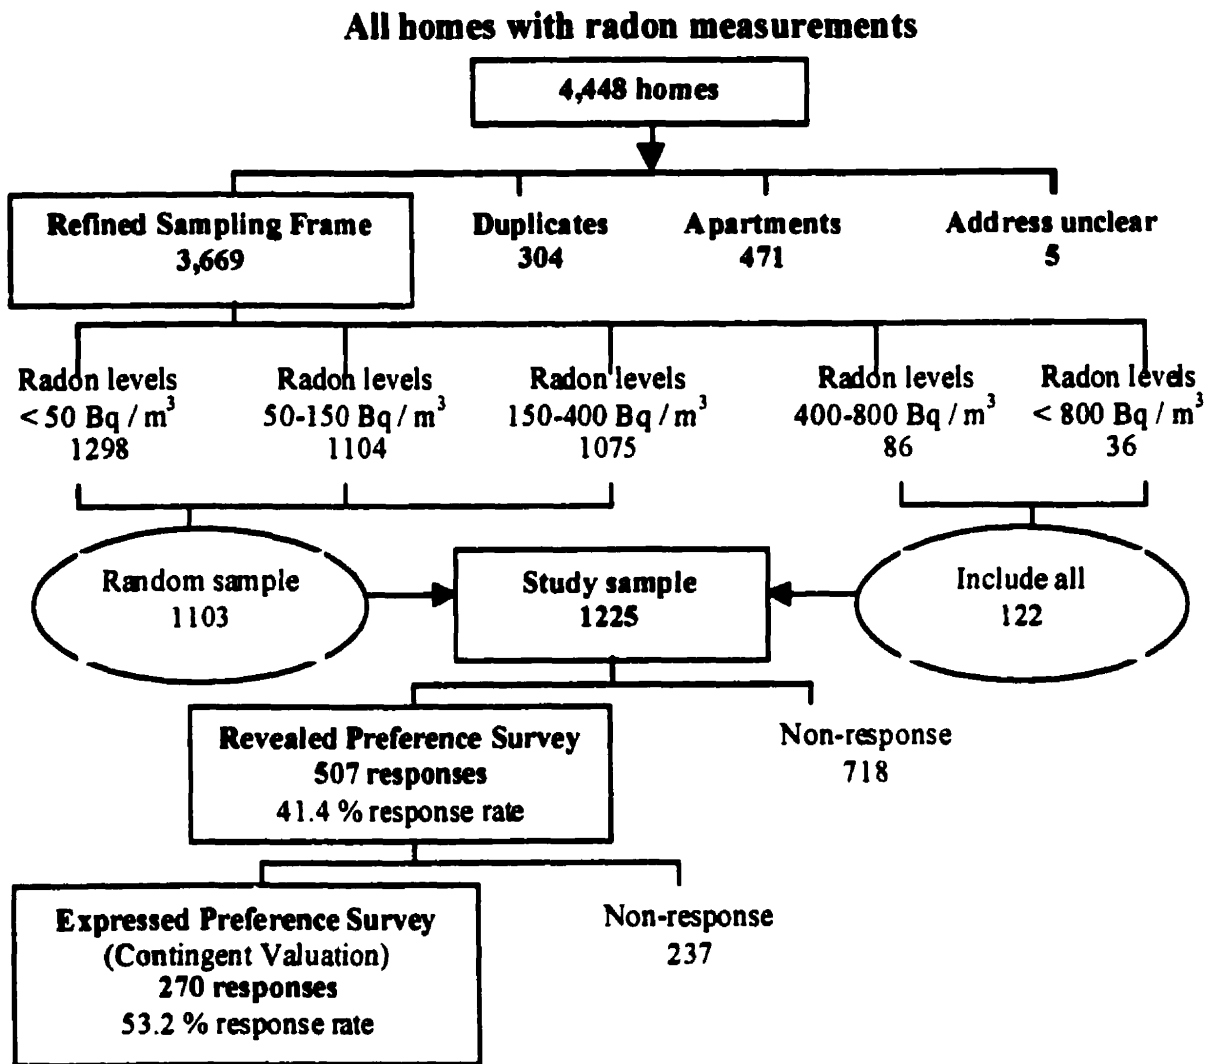 All homes with radon measurements
4,448 homes
Refined Sampling Frame
3,669
Duplicates
304
Apartments
471
Address unclear
5
Radon levels
< 50 Bq / m³
1298
Radon levels
50-150 Bq / m³
1104
Radon levels
150-400 Bq / m³
1075
Radon levels
400-800 Bq / m³
86
Radon levels
< 800 Bq / m³
36
Random sample
1103
Study sample
1225
Include all
122
Revealed Preference Survey
507 responses
41.4 % response rate
Non-response
718
Expressed Preference Survey
(Contingent Valuation)
270 responses
53.2 % response rate
Non-response
237